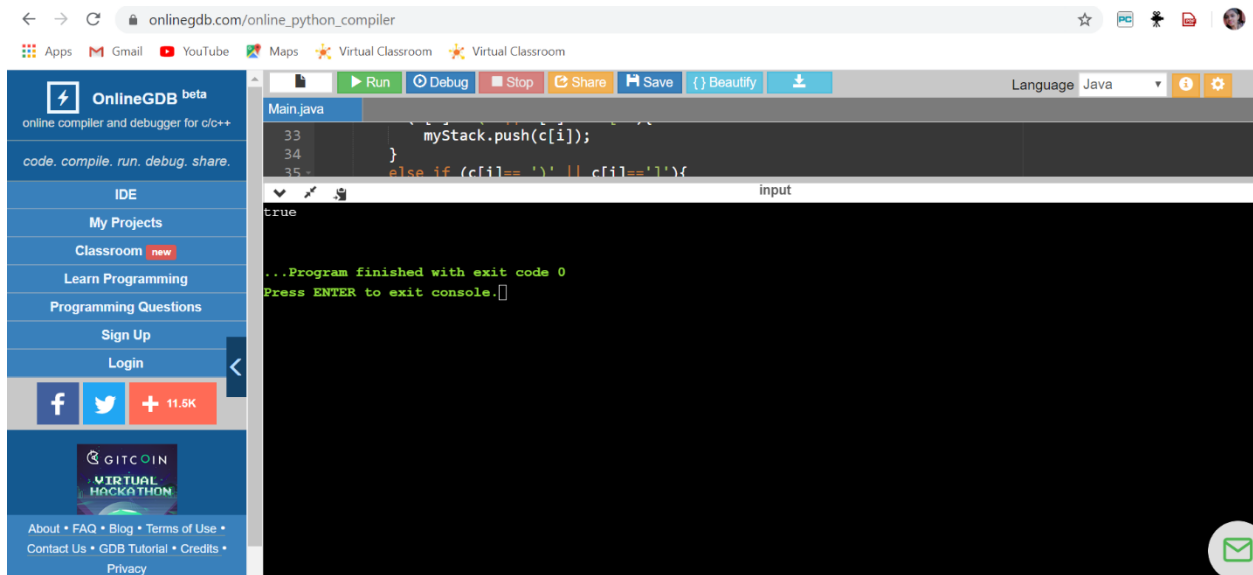 onlinegdb.com/online_python_compiler
Apps Gmail YouTube Maps Virtual Classroom Virtual Classroom
OnlineGDB beta
online compiler and debugger for c/c++
code. compile. run. debug. share.
IDE
My Projects
Classroom new
Learn Programming
Programming Questions
Sign Up
Login
11.5K
GITCOIN
VIRTUAL
HACKATHON
About • FAQ • Blog • Terms of Use •
Contact Us • GDB Tutorial • Credits •
Privacy
Run Debug Stop Share Save {} Beautify
Language Java
Main.java
33 myStack.push(c[i]);
34 }
35 else if (c[i]== ')' || c[i]==']'){
input
true
...Program finished with exit code 0
Press ENTER to exit console.